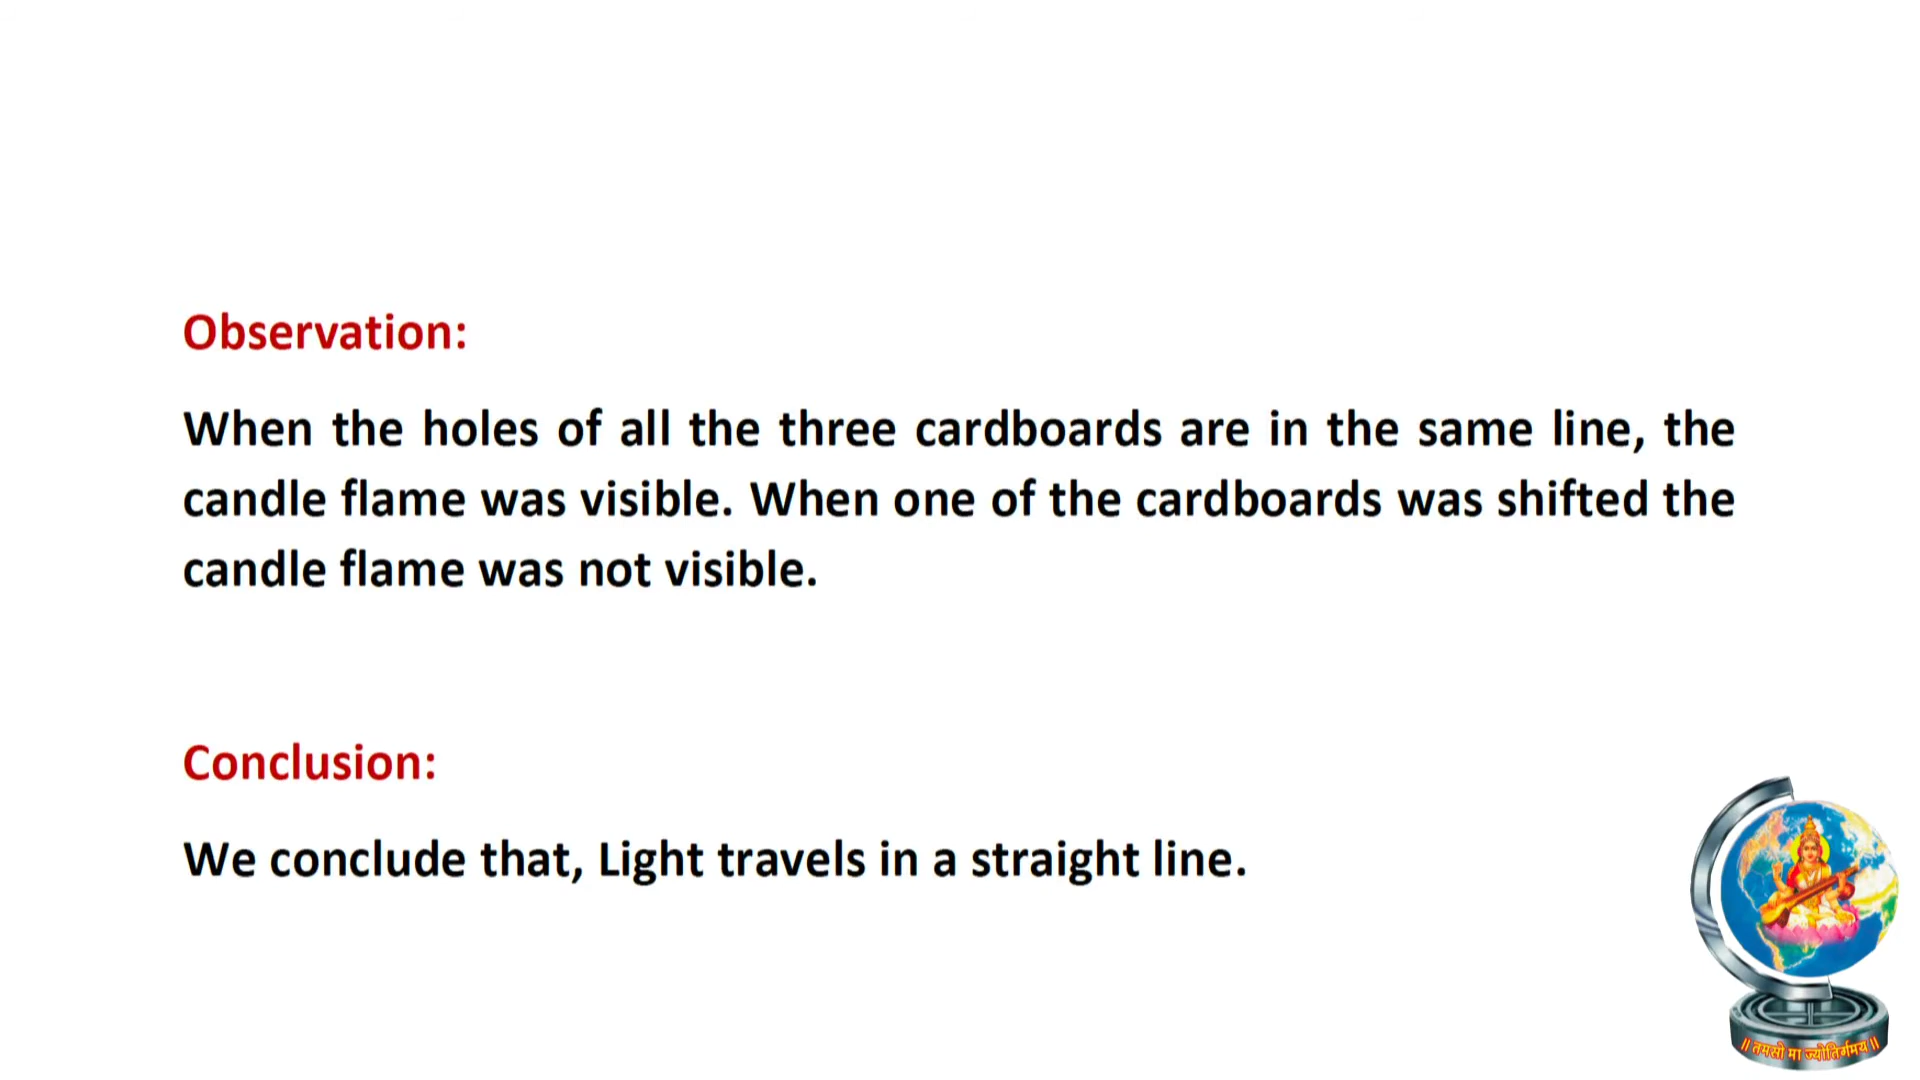 Observation:
When the holes of all the three cardboards are in the same line, the
candle flame was visible. When one of the cardboards was shifted the
candle flame was not visible.
Conclusion:
We conclude that, Light travels in a straight line.
॥ तमसो मा ज्योतिर्गमय ॥